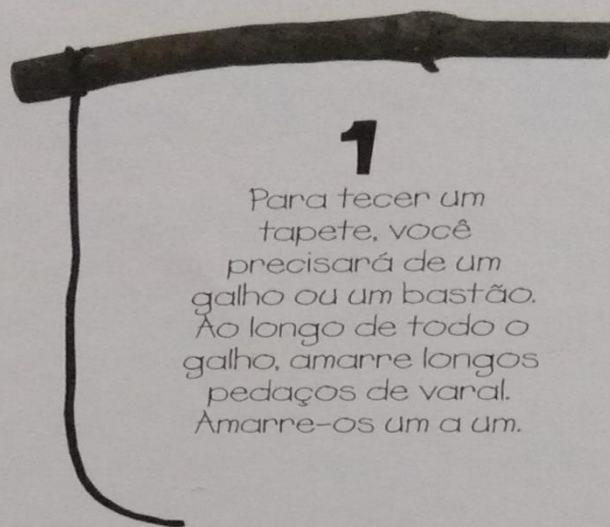 1
Para tecer um
tapete, você
precisará de um
galho ou um bastão.
Ao longo de todo o
galho, amarre longos
pedaços de varal.
Amarre-os um a um.